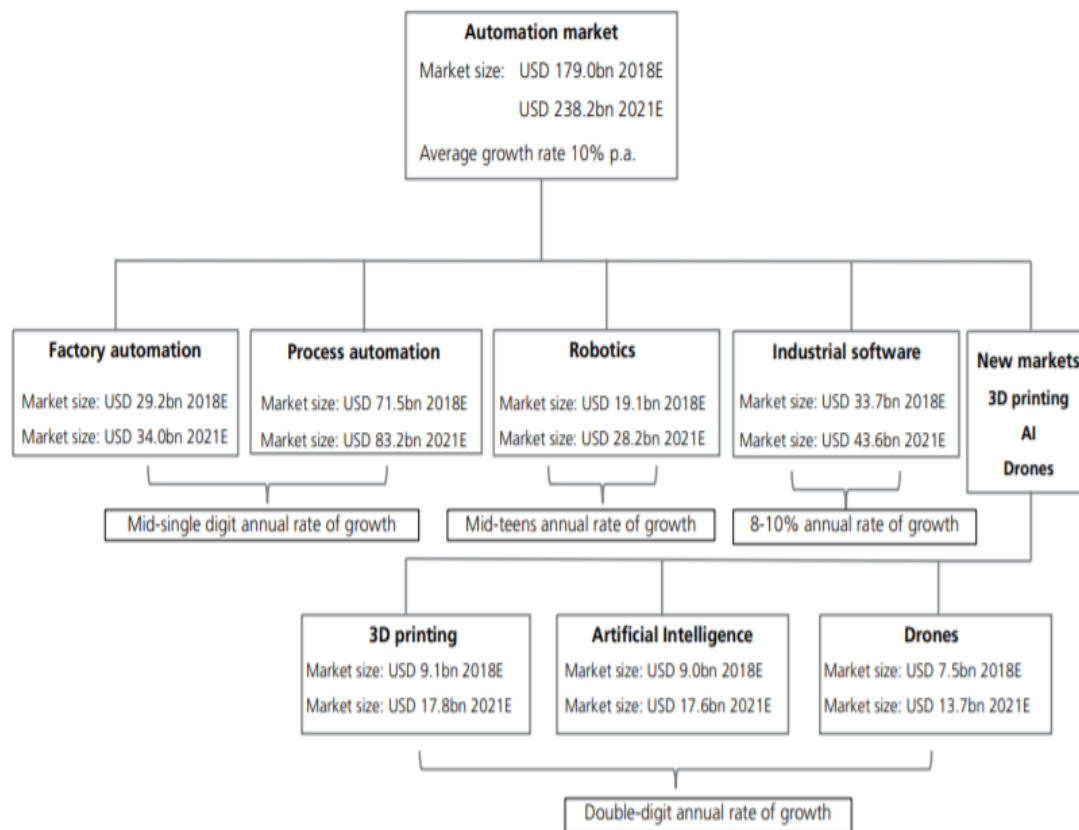 Automation market
Market size: USD 179.0bn 2018E
USD 238.2bn 2021E
Average growth rate 10% p.a.
Factory automation
Market size: USD 29.2bn 2018E
Market size: USD 34.0bn 2021E
Process automation
Market size: USD 71.5bn 2018E
Market size: USD 83.2bn 2021E
Robotics
Market size: USD 19.1bn 2018E
Market size: USD 28.2bn 2021E
Industrial software
Market size: USD 33.7bn 2018E
Market size: USD 43.6bn 2021E
New markets
3D printing
AI
Drones
Mid-single digit annual rate of growth
Mid-teens annual rate of growth
8-10% annual rate of growth
3D printing
Market size: USD 9.1bn 2018E
Market size: USD 17.8bn 2021E
Artificial Intelligence
Market size: USD 9.0bn 2018E
Market size: USD 17.6bn 2021E
Drones
Market size: USD 7.5bn 2018E
Market size: USD 13.7bn 2021E
Double-digit annual rate of growth